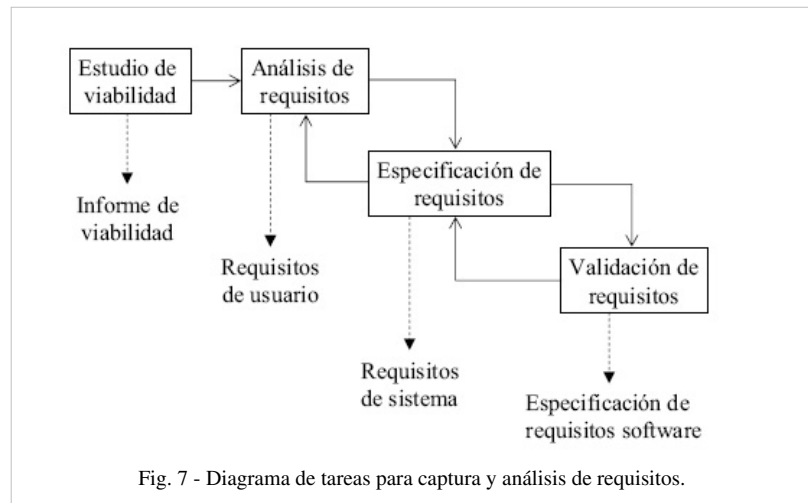 Estudio de
viabilidad
Análisis de
requisitos
Especificación de
requisitos
Informe de
viabilidad
Validación de
requisitos
Requisitos
de usuario
Requisitos
de sistema
Especificación de
requisitos software
Fig. 7 - Diagrama de tareas para captura y análisis de requisitos.